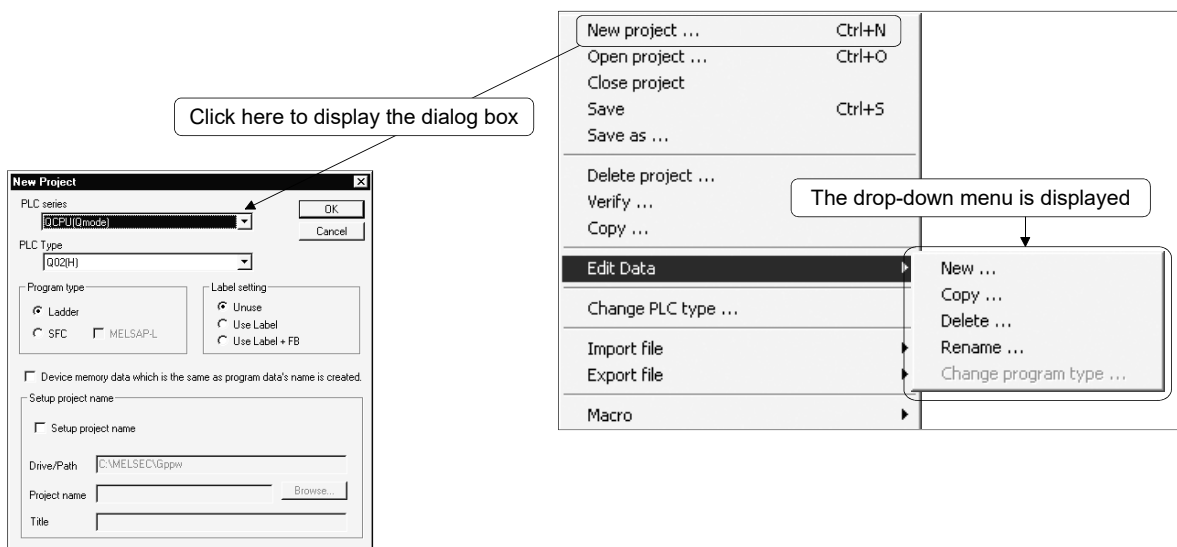 New project ... Ctrl+N
Open project ... Ctrl+O
Close project
Save Ctrl+S
Save as ...
Delete project ...
Verify ...
Copy ...
Edit Data
Change PLC type ...
Import file
Export file
Macro
The drop-down menu is displayed
New ...
Copy ...
Delete ...
Rename ...
Change program type ...
Click here to display the dialog box
New Project
PLC series
QCPU(Qmode)
OK
Cancel
PLC Type
Q02(H)
Program type
Ladder
SFC MELSAP-L
Label setting
Unuse
Use Label
Use Label + FB
Device memory data which is the same as program data's name is created.
Setup project name
Setup project name
Drive/Path C:\MELSEC\Gppw
Project name Browse...
Title